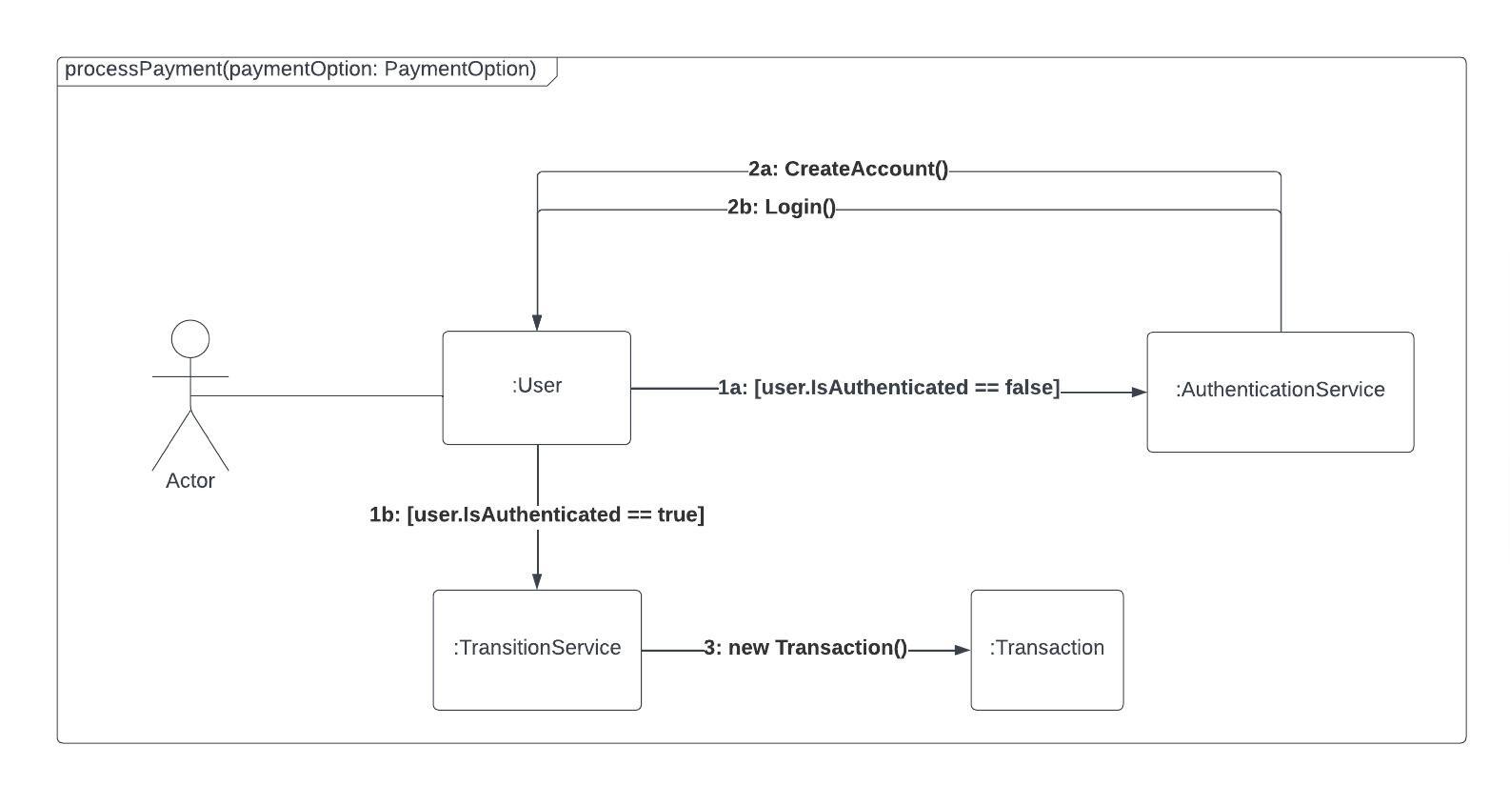 processPayment(paymentOption: PaymentOption)
2a: CreateAccount()
2b: Login()
:User
1a: [user.IsAuthenticated == false]
:AuthenticationService
Actor
1b: [user.IsAuthenticated == true]
:TransitionService
3: new Transaction()
:Transaction